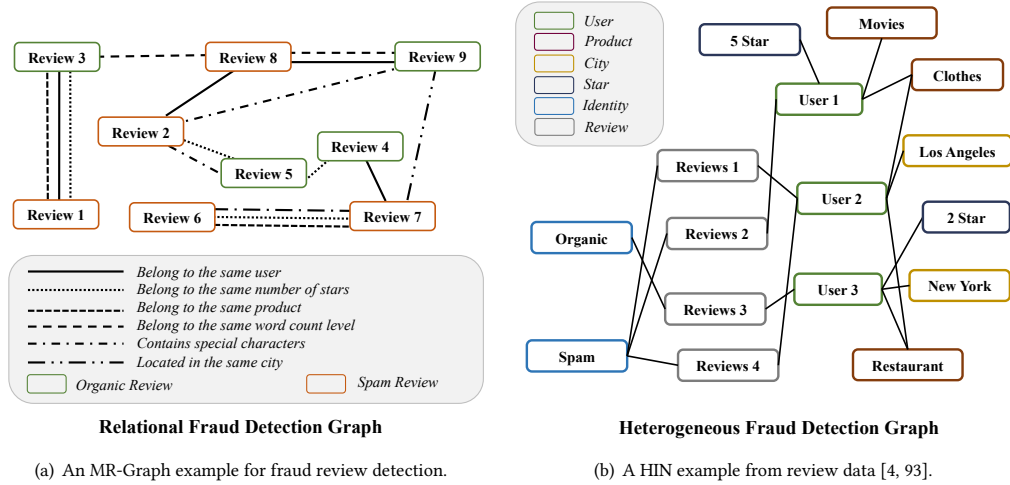 Review 3
Review 8
Review 9
Review 2
Review 4
Review 5
Review 1
Review 6
Review 7
Belong to the same user
Belong to the same number of stars
Belong to the same product
Belong to the same word count level
Contains special characters
Located in the same city
Organic Review
Spam Review
Relational Fraud Detection Graph
(a) An MR-Graph example for fraud review detection.
User
Product
City
Star
Identity
Review
5 Star
Movies
User 1
Clothes
Reviews 1
Los Angeles
User 2
Reviews 2
2 Star
Organic
User 3
New York
Reviews 3
Spam
Reviews 4
Restaurant
Heterogeneous Fraud Detection Graph
(b) A HIN example from review data [4, 93].